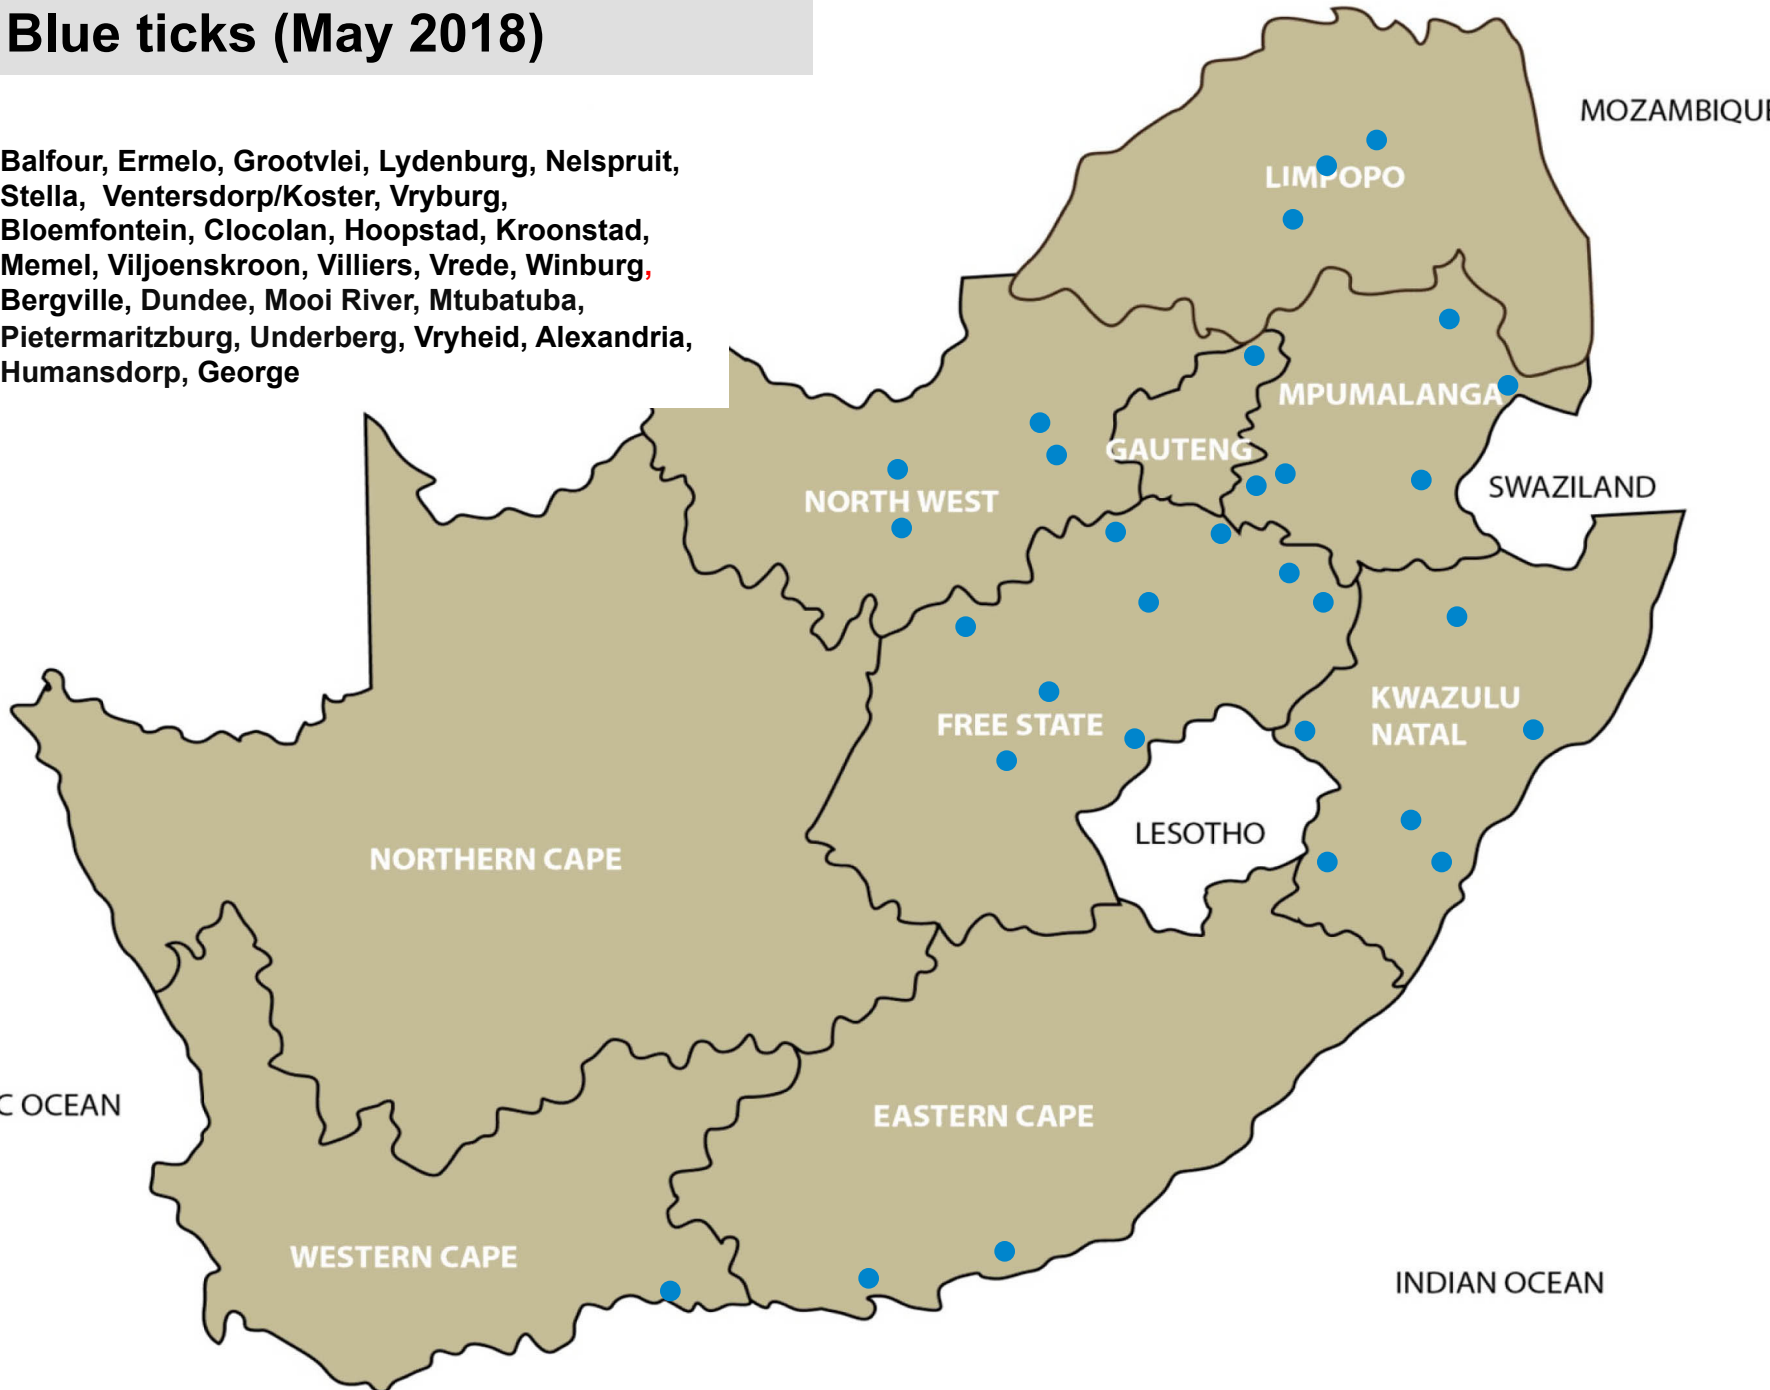 Blue ticks (May 2018)
Balfour, Ermelo, Grootvlei, Lydenburg, Nelspruit,
Stella, Ventersdorp/Koster, Vryburg,
Bloemfontein, Clocolan, Hoopstad, Kroonstad,
Memel, Viljoenskroon, Villiers, Vrede, Winburg,
Bergville, Dundee, Mooi River, Mtubatuba,
Pietermaritzburg, Underberg, Vryheid, Alexandria,
Humansdorp, George
MOZAMBIQUE
LIMPOPO
MPUMALANGA
GAUTENG
SWAZILAND
NORTH WEST
KWAZULU
NATAL
FREE STATE
LESOTHO
NORTHERN CAPE
C OCEAN
EASTERN CAPE
WESTERN CAPE
INDIAN OCEAN